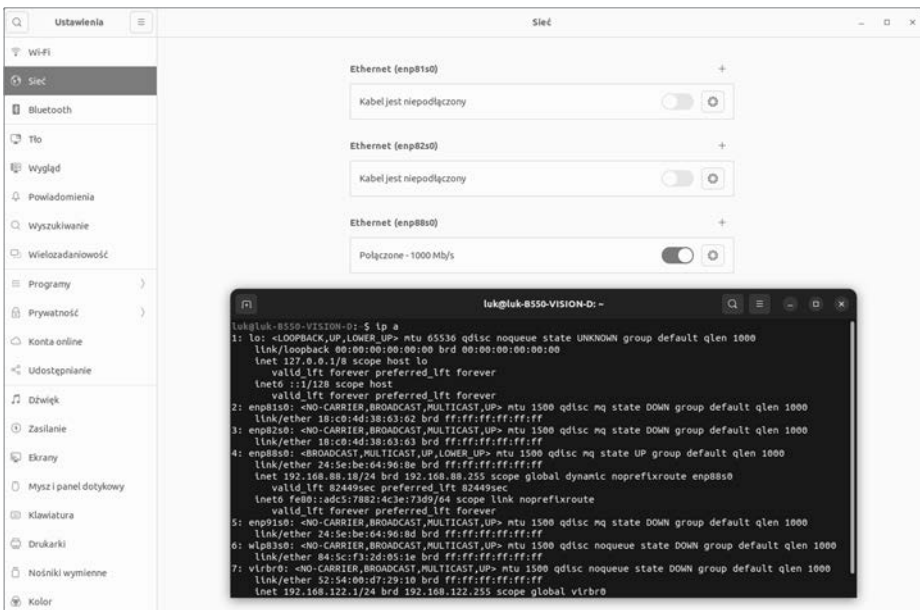 Ustawienia
Sieć
Wi-Fi
Sieć
Bluetooth
Tło
Wygląd
Powiadomienia
Wyszukiwanie
Wielozadaniowość
Programy
Prywatność
Konta online
Udostępnianie
Dźwięk
Zasilanie
Ekrany
Mysz i panel dotykowy
Klawiatura
Drukarki
Nośniki wymienne
Kolor
Ethernet (enp81s0)
Kabel jest niepodłączony
Ethernet (enp82s0)
Kabel jest niepodłączony
Ethernet (enp88s0)
Połączone - 1000 Mb/s
luk@luk-B550-VISION-D: ~
luk@luk-B550-VISION-D:~$ ip a
1: lo: <LOOPBACK,UP,LOWER_UP> mtu 65536 qdisc noqueue state UNKNOWN group default qlen 1000
link/loopback 00:00:00:00:00:00 brd 00:00:00:00:00:00
inet 127.0.0.1/8 scope host lo
valid_lft forever preferred_lft forever
inet6 ::1/128 scope host
valid_lft forever preferred_lft forever
2: enp81s0: <NO-CARRIER,BROADCAST,MULTICAST,UP> mtu 1500 qdisc mq state DOWN group default qlen 1000
link/ether 18:c0:4d:38:63:62 brd ff:ff:ff:ff:ff:ff
3: enp82s0: <NO-CARRIER,BROADCAST,MULTICAST,UP> mtu 1500 qdisc mq state DOWN group default qlen 1000
link/ether 18:c0:4d:38:63:63 brd ff:ff:ff:ff:ff:ff
4: enp88s0: <BROADCAST,MULTICAST,UP,LOWER_UP> mtu 1500 qdisc mq state UP group default qlen 1000
link/ether 24:5e:be:64:96:8e brd ff:ff:ff:ff:ff:ff
inet 192.168.88.18/24 brd 192.168.88.255 scope global dynamic noprefixroute enp88s0
valid_lft 82449sec preferred_lft 82449sec
inet6 fe80::adc5:7882:4c3e:73d9/64 scope link noprefixroute
valid_lft forever preferred_lft forever
5: enp91s0: <NO-CARRIER,BROADCAST,MULTICAST,UP> mtu 1500 qdisc mq state DOWN group default qlen 1000
link/ether 24:5e:be:64:96:8d brd ff:ff:ff:ff:ff:ff
6: wlp83s0: <NO-CARRIER,BROADCAST,MULTICAST,UP> mtu 1500 qdisc noqueue state DOWN group default qlen 1000
link/ether 84:5c:f3:2d:05:1e brd ff:ff:ff:ff:ff:ff
7: virbr0: <NO-CARRIER,BROADCAST,MULTICAST,UP> mtu 1500 qdisc noqueue state DOWN group default qlen 1000
link/ether 52:54:00:d7:29:10 brd ff:ff:ff:ff:ff:ff
inet 192.168.122.1/24 brd 192.168.122.255 scope global virbr0